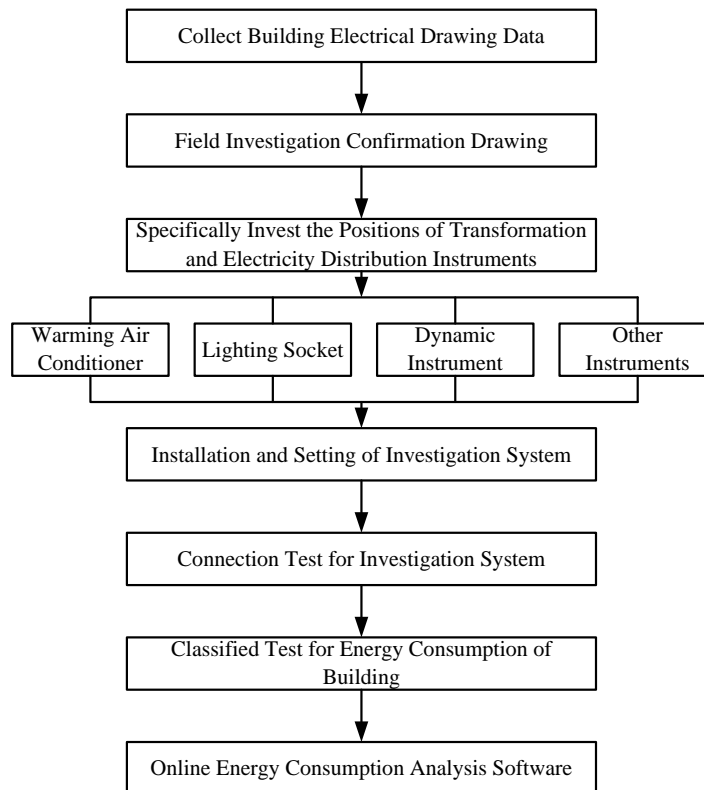 Collect Building Electrical Drawing Data
Field Investigation Confirmation Drawing
Specifically Invest the Positions of Transformation
and Electricity Distribution Instruments
Warming Air
Conditioner
Lighting Socket
Dynamic
Instrument
Other
Instruments
Installation and Setting of Investigation System
Connection Test for Investigation System
Classified Test for Energy Consumption of
Building
Online Energy Consumption Analysis Software